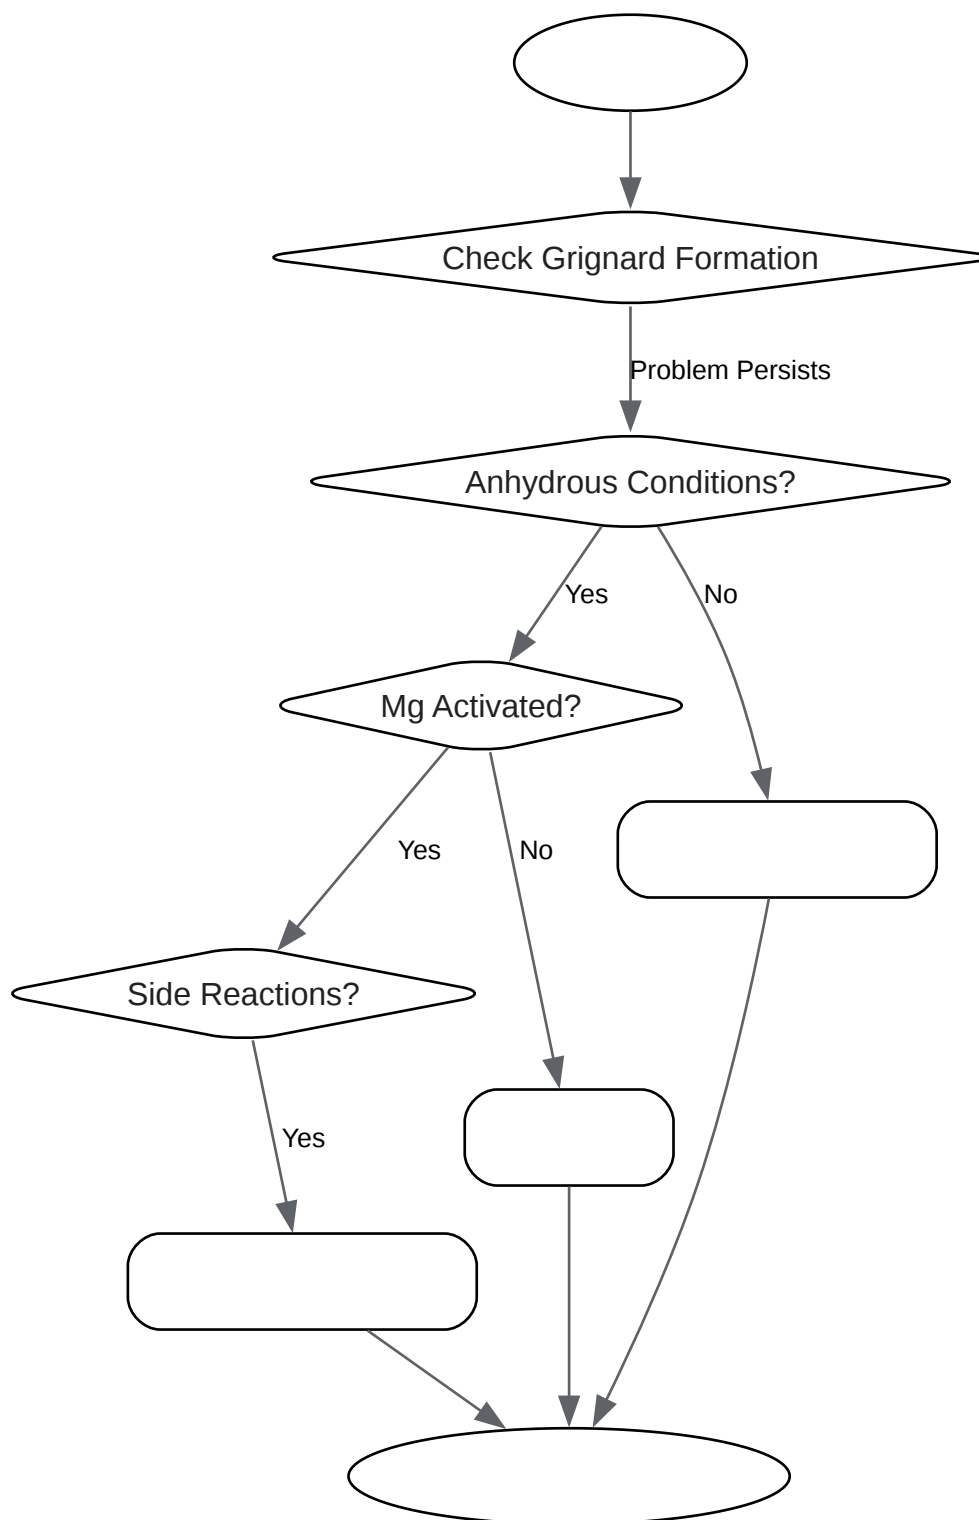 Check Grignard Formation
Problem Persists
Anhydrous Conditions?
Yes
No
Mg Activated?
Yes
No
Side Reactions?
Yes